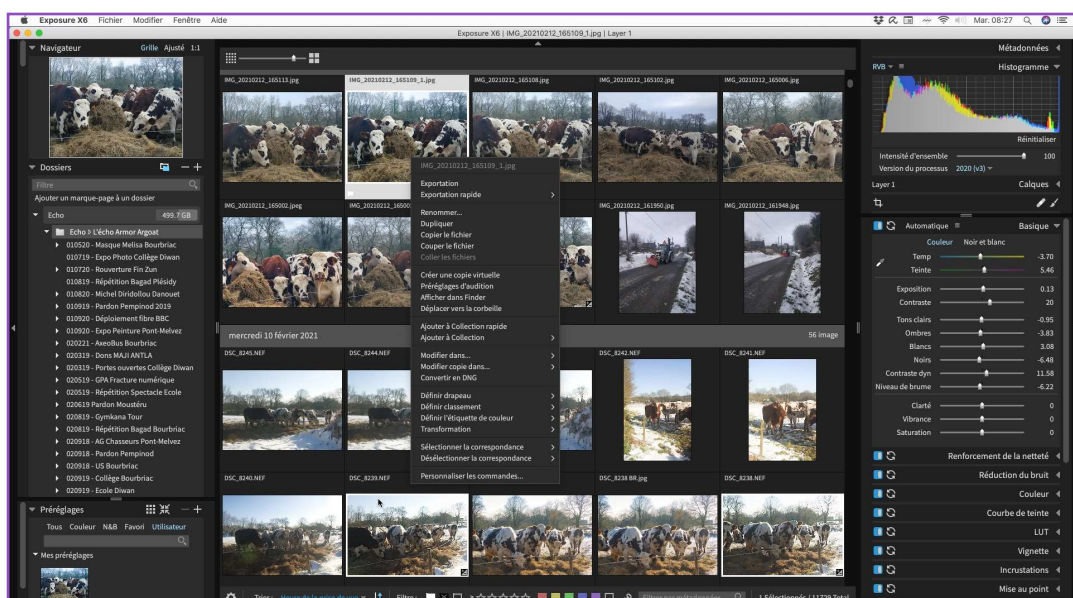 Exposure X6 Fichier Modifier Fenêtre Aide
Mar. 08:27
Exposure X6 | IMG_20210212_165109_1.jpg | Layer 1
Navigateur Grille Ajusté 1:1
Dossiers
Filtre
Ajouter un marque-page à un dossier
Echo 499.7 GB
Echo › L'écho Armor Argoat
010520 - Masque Melisa Bourbriac
010719 - Expo Photo Collège Diwan
010720 - Rouverture Fin Zun
010819 - Répétition Bagad Plésidy
010820 - Michel Diridollou Danouet
010919 - Pardon Pempinod 2019
010920 - Déploiement fibre BBC
010920 - Expo Peinture Pont-Melvez
020221 - AxeoBus Bourbriac
020319 - Dons MAJI ANTLA
020319 - Portes ouvertes Collège Diwan
020519 - GPA Fracture numérique
020519 - Répétition Spectacle Ecole
020619 Pardon Moustéru
020819 - Gymkana Tour
020819 - Répétition Bagad Bourbriac
020918 - AG Chasseurs Pont-Melvez
020918 - Pardon Pempinod
020918 - US Bourbriac
020919 - Collège Bourbriac
020919 - Ecole Diwan
Préréglages
Tous Couleur N&B Favori Utilisateur
Mes préréglages
IMG_20210212_165113.jpg IMG_20210212_165109_1.jpg IMG_20210212_165108.jpg IMG_20210212_165102.jpg IMG_20210212_165006.jpg
IMG_20210212_165002.jpeg IMG_20210212_16500 IMG_20210212_161950.jpg IMG_20210212_161948.jpg
mercredi 10 février 2021 56 image
DSC_8245.NEF DSC_8244.NEF DSC_8242.NEF DSC_8241.NEF
DSC_8240.NEF DSC_8239.NEF DSC_8238 BR.jpg DSC_8238.NEF
IMG_20210212_165109_1.jpg
Exportation
Exportation rapide
Renommer...
Dupliquer
Copier le fichier
Couper le fichier
Coller les fichiers
Créer une copie virtuelle
Préréglages d'audition
Afficher dans Finder
Déplacer vers la corbeille
Ajouter à Collection rapide
Ajouter à Collection
Modifier dans...
Modifier copie dans...
Convertir en DNG
Définir drapeau
Définir classement
Définir l'étiquette de couleur
Transformation
Sélectionner la correspondance
Désélectionner la correspondance
Personnaliser les commandes...
Trier : Heure de la prise de vue Filtre : Filtrer par métadonnées 1 Sélectionnés / 11729 Total
Métadonnées
RVB Histogramme
Réinitialiser
Intensité d'ensemble 100
Version du processus 2020 (v3)
Layer 1 Calques
Automatique Basique
Couleur Noir et blanc
Temp -3.70
Teinte 5.46
Exposition 0.13
Contraste 20
Tons clairs -0.95
Ombres -3.83
Blancs 3.08
Noirs -6.48
Contraste dyn 11.58
Niveau de brume -6.22
Clarté 0
Vibrance 0
Saturation 0
Renforcement de la netteté
Réduction du bruit
Couleur
Courbe de teinte
LUT
Vignette
Incrustations
Mise au point